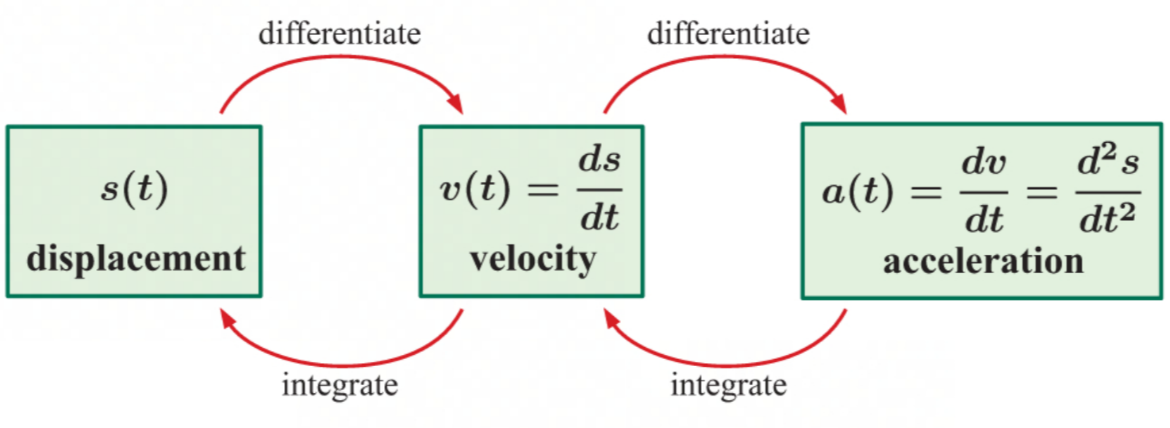 differentiate
differentiate
s(t)
displacement
v(t) = ds/dt
velocity
a(t) = dv/dt = d²s/dt²
acceleration
integrate
integrate